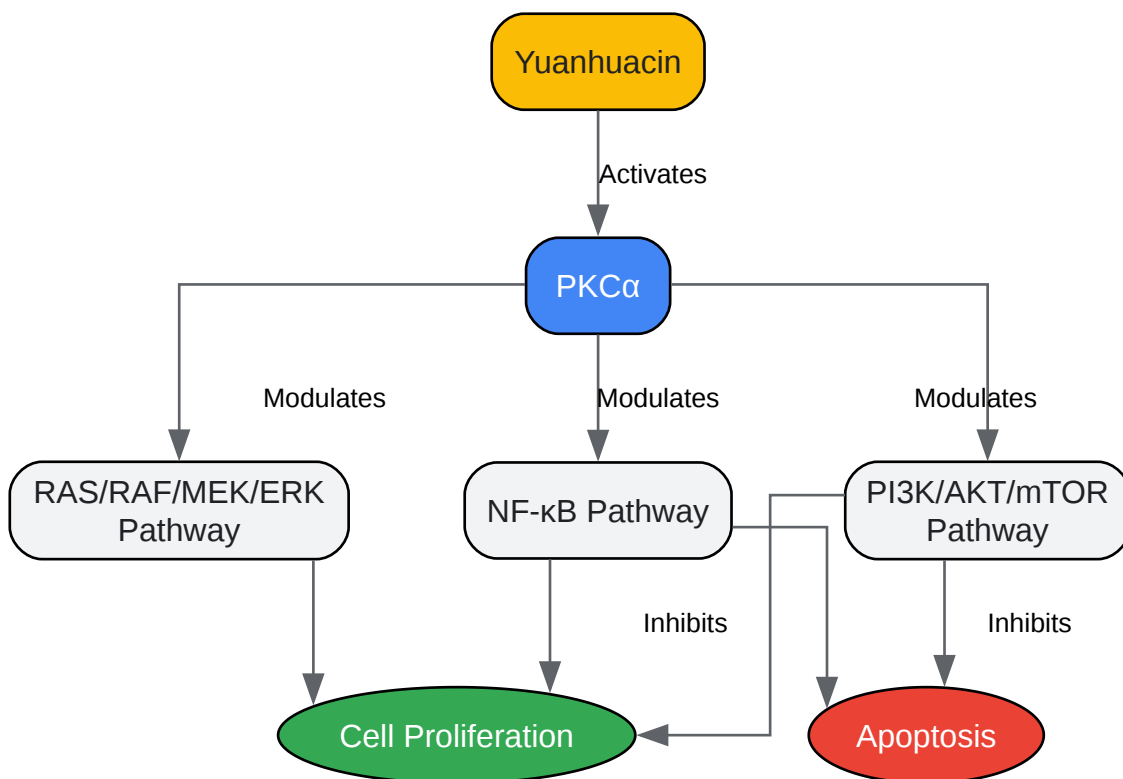 Yuanhuacin
Activates
PKCα
Modulates
Modulates
Modulates
RAS/RAF/MEK/ERK
Pathway
NF-κB Pathway
PI3K/AKT/mTOR
Pathway
Inhibits
Inhibits
Cell Proliferation
Apoptosis